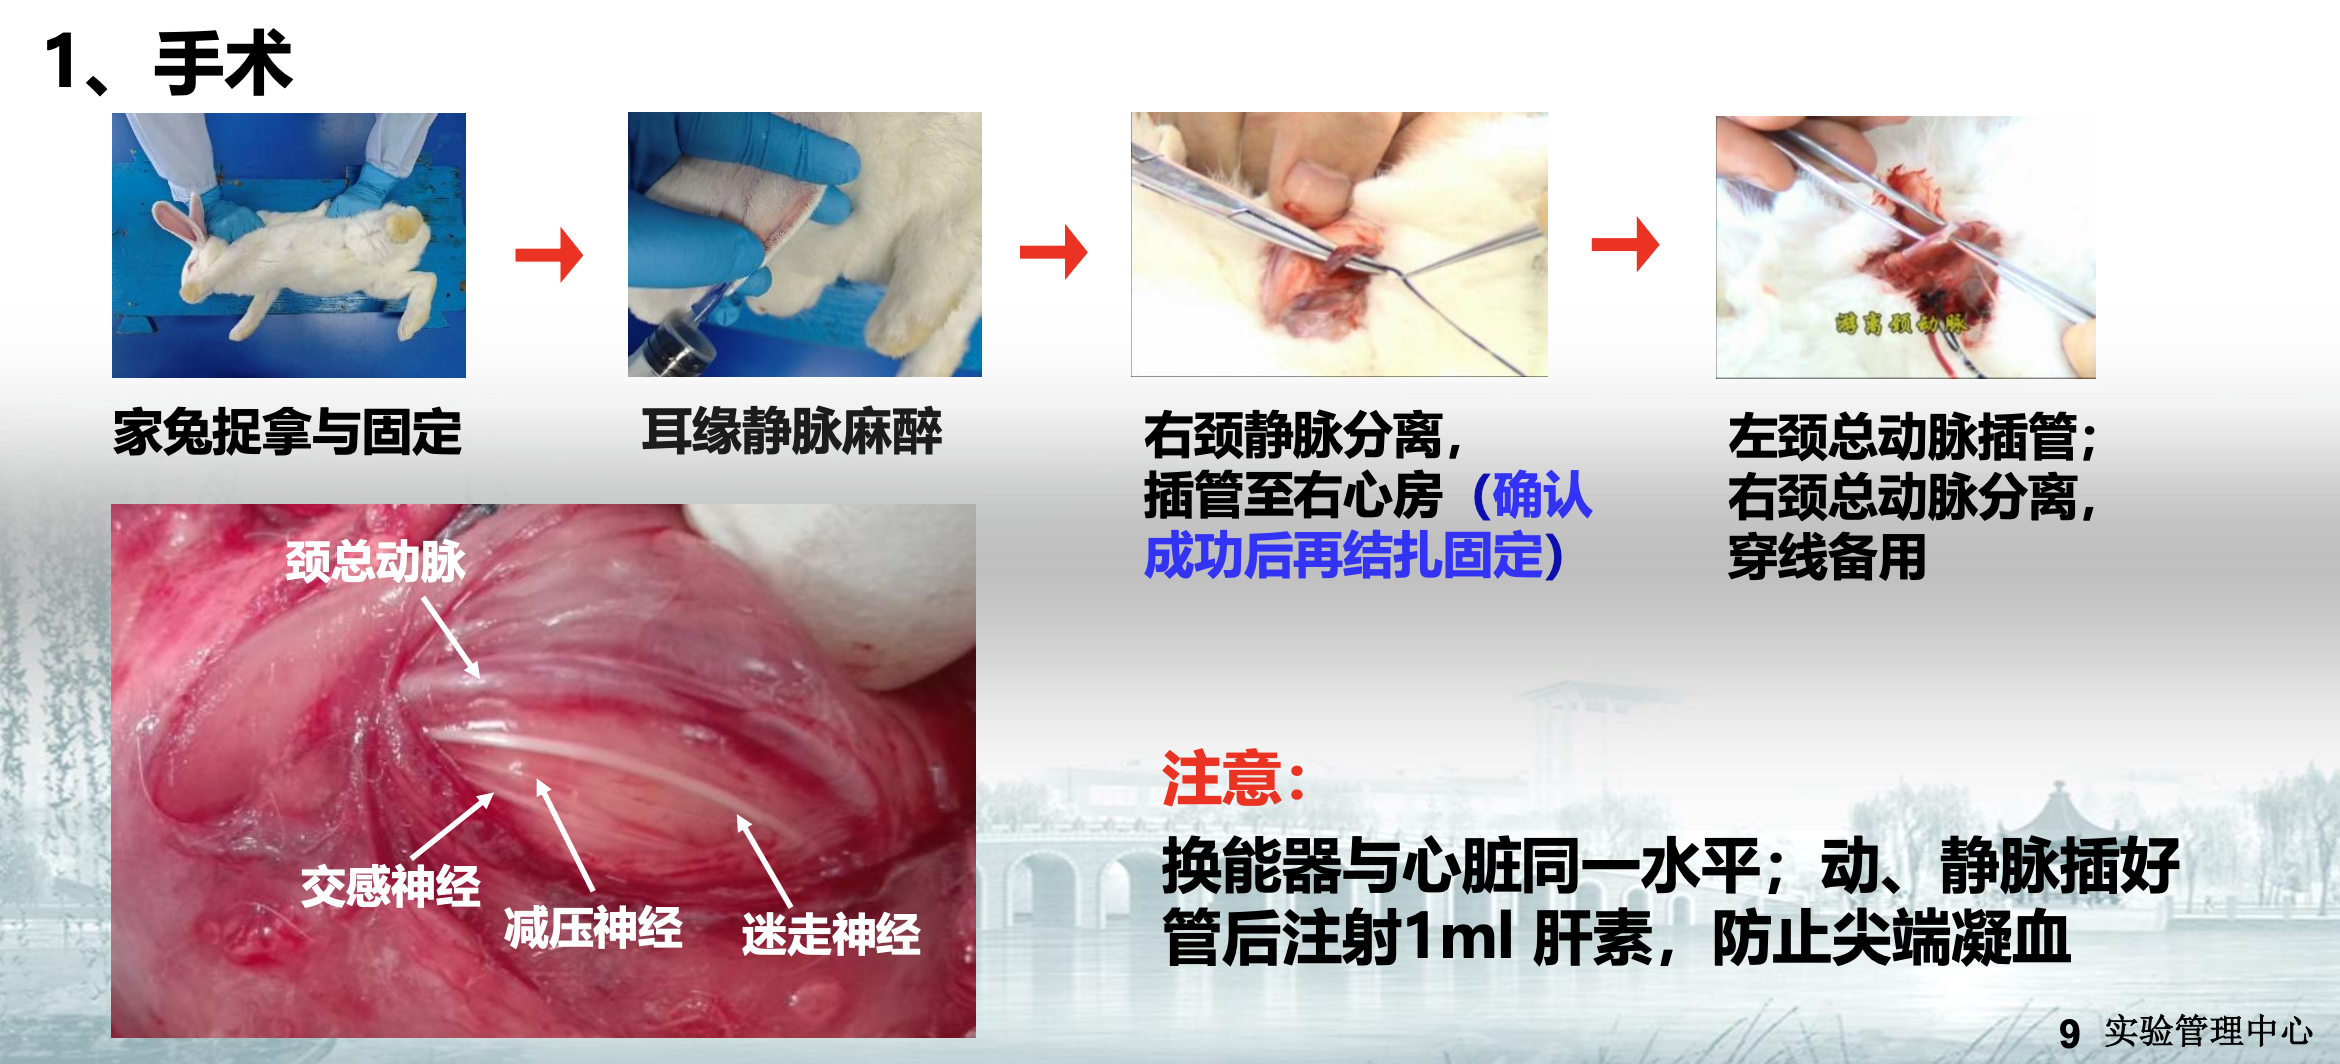 1、手术
家兔捉拿与固定
耳缘静脉麻醉
右颈静脉分离，
插管至右心房（确认
成功后再结扎固定）
游离颈动脉
左颈总动脉插管；
右颈总动脉分离，
穿线备用
颈总动脉
交感神经
减压神经
迷走神经
注意：
换能器与心脏同一水平；动、静脉插好
管后注射1ml 肝素，防止尖端凝血
9 实验管理中心